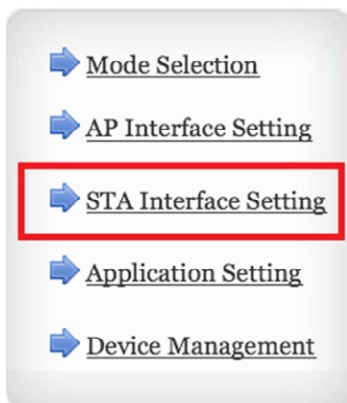 Mode Selection
AP Interface Setting
STA Interface Setting
Application Setting
Device Management